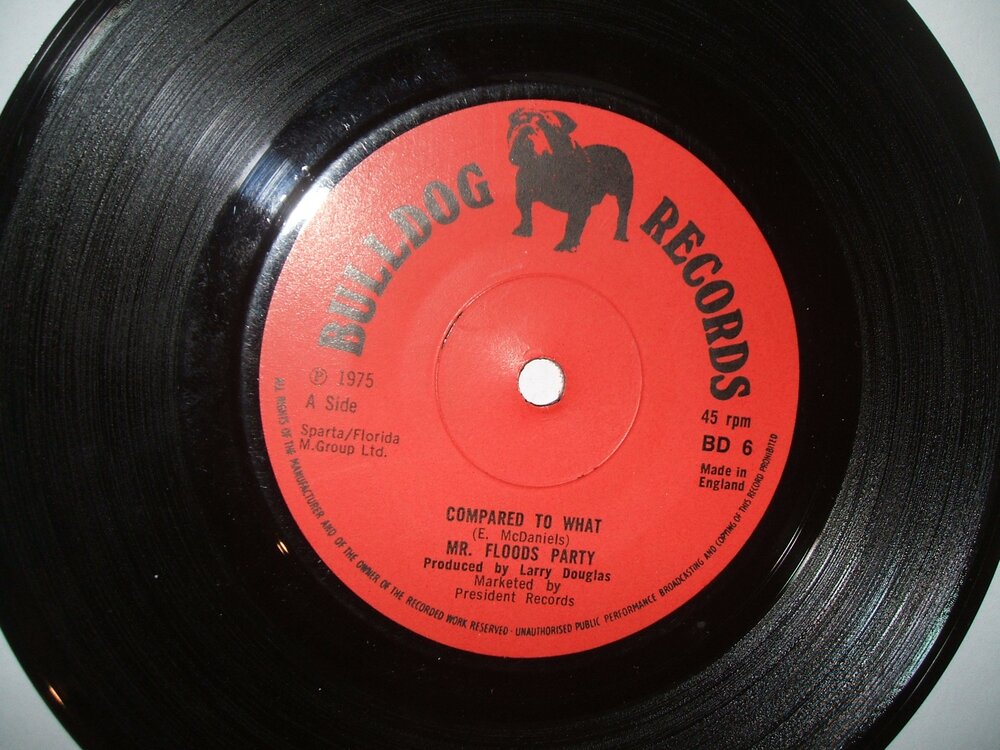 BULLDOG RECORDS
℗ 1975
A Side
Sparta/Florida
M.Group Ltd.
45 rpm
BD 6
Made in
England
COMPARED TO WHAT
(E. McDaniels)
MR. FLOODS PARTY
Produced by Larry Douglas
Marketed by
President Records
ALL RIGHTS OF THE MANUFACTURER AND OF THE OWNER OF THE RECORDED WORK RESERVED · UNAUTHORISED PUBLIC PERFORMANCE BROADCASTING AND COPYING OF THIS RECORD PROHIBITED